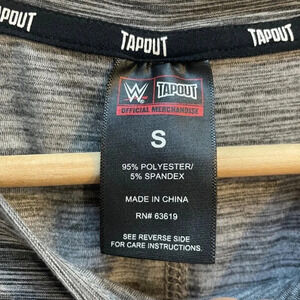 TAPOUT TAPOUT TAPOUT
W TAPOUT
OFFICIAL MERCHANDISE
S
95% POLYESTER/
5% SPANDEX
MADE IN CHINA
RN# 63619
SEE REVERSE SIDE
FOR CARE INSTRUCTIONS.